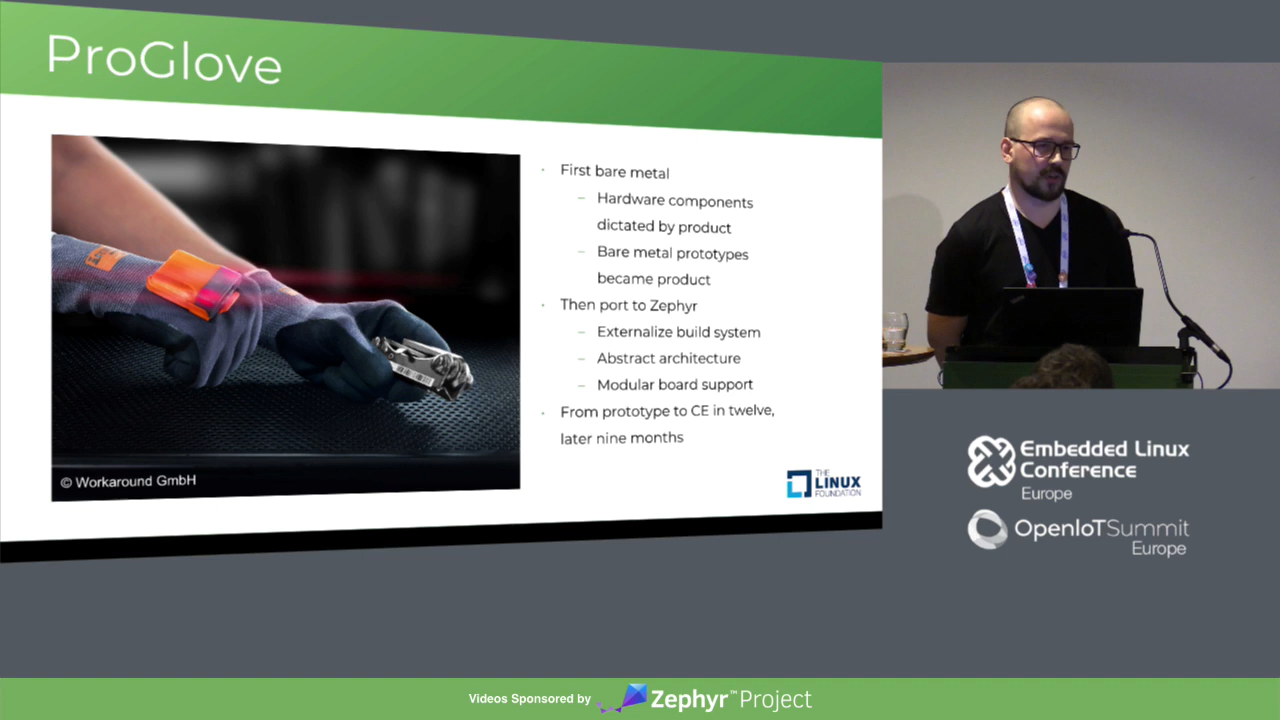 ProGlove
First bare metal
– Hardware components
dictated by product
– Bare metal prototypes
became product
Then port to Zephyr
– Externalize build system
– Abstract architecture
– Modular board support
From prototype to CE in twelve,
later nine months
© Workaround GmbH
THE
LINUX
FOUNDATION
Embedded Linux
Conference
Europe
OpenIoTSummit
Europe
Videos Sponsored by Zephyr™Project